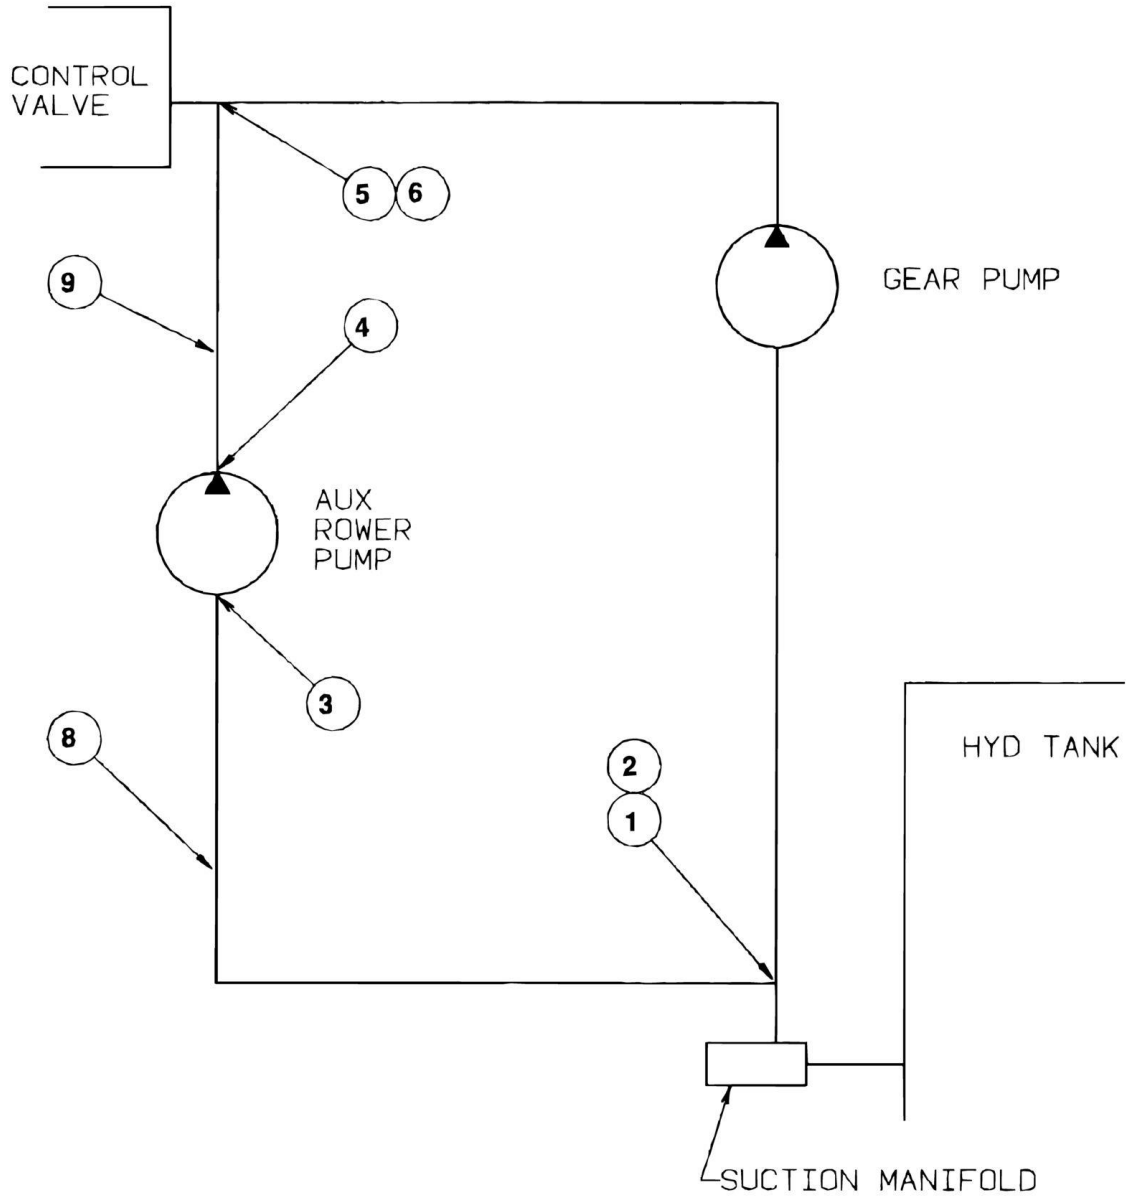 CONTROL
VALVE
5 6
9
GEAR PUMP
4
AUX
ROWER
PUMP
3
8
HYD TANK
2
1
SUCTION MANIFOLD